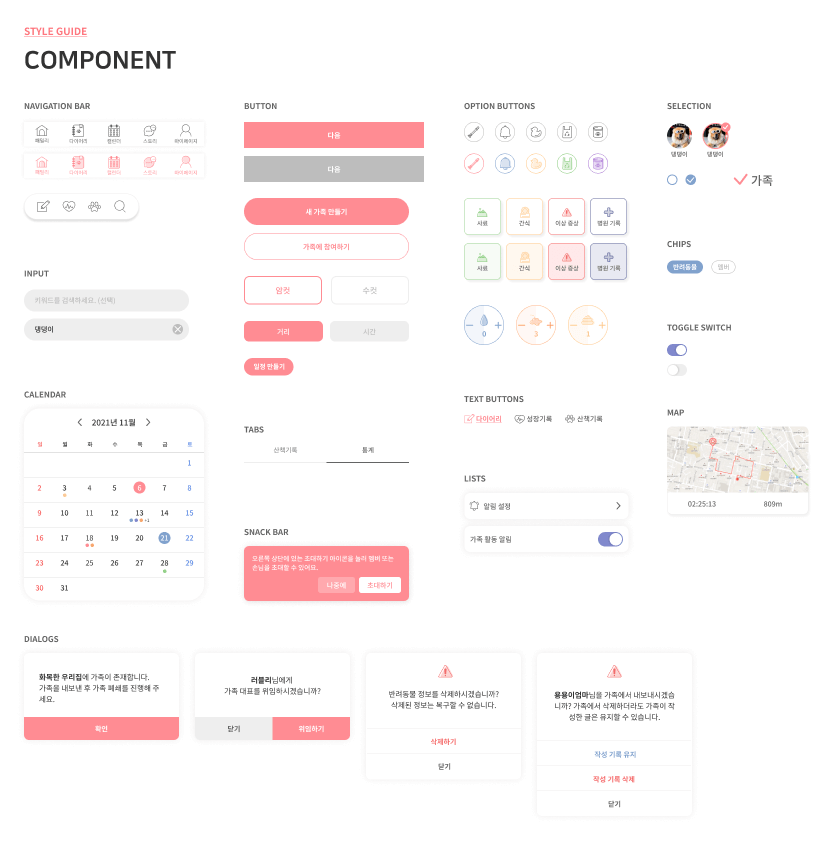 STYLE GUIDE
COMPONENT
NAVIGATION BAR
패밀리 다이어리 캘린더 스토리 마이페이지
패밀리 다이어리 캘린더 스토리 마이페이지
INPUT
키워드를 검색하세요. (선택)
댕댕이
CALENDAR
2021년 11월
일 월 화 수 목 금 토
1
2 3 4 5 6 7 8
9 10 11 12 13 14 15
+1
16 17 18 19 20 21 22
23 24 25 26 27 28 29
30 31
BUTTON
다음
다음
새 가족 만들기
가족에 참여하기
암컷 수컷
거리 시간
일정 만들기
TABS
산책기록 통계
SNACK BAR
오른쪽 상단에 있는 초대하기 아이콘을 눌러 멤버 또는
손님을 초대할 수 있어요.
나중에 초대하기
OPTION BUTTONS
사료 간식 이상 증상 병원 기록
사료 간식 이상 증상 병원 기록
0 3 1
TEXT BUTTONS
다이어리 성장기록 산책기록
LISTS
알림 설정
가족 활동 알림
SELECTION
댕댕이 댕댕이
가족
CHIPS
반려동물 멤버
TOGGLE SWITCH
MAP
02:25:13 809m
DIALOGS
화목한 우리집에 가족이 존재합니다.
가족을 내보낸 후 가족 폐쇄를 진행해 주
세요.
확인
러블리님에게
가족 대표를 위임하시겠습니까?
닫기 위임하기
반려동물 정보를 삭제하시겠습니까?
삭제된 정보는 복구할 수 없습니다.
삭제하기
닫기
용용이엄마님을 가족에서 내보내시겠습
니까? 가족에서 삭제하더라도 가족이 작
성한 글은 유지할 수 있습니다.
작성 기록 유지
작성 기록 삭제
닫기